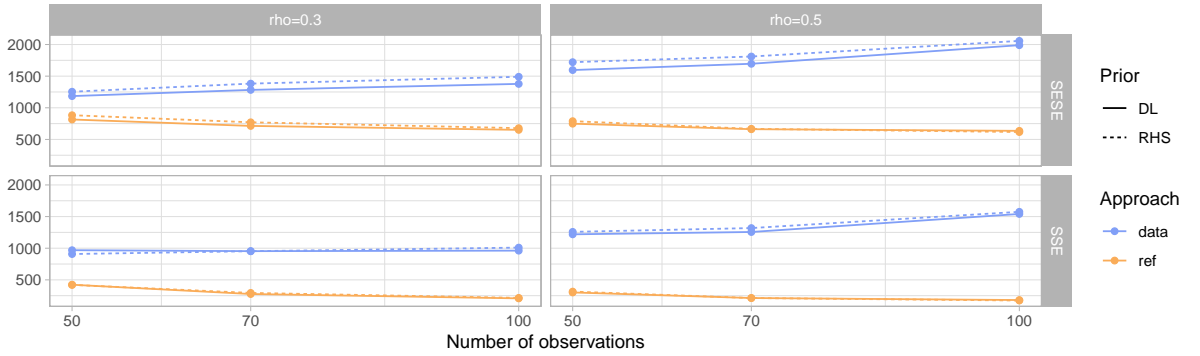 rho=0.3
rho=0.5
2000
1500
1000
500
SESE
2000
1500
1000
500
SSE
50
70
100
50
70
100
Number of observations
Prior
DL
RHS
Approach
data
ref